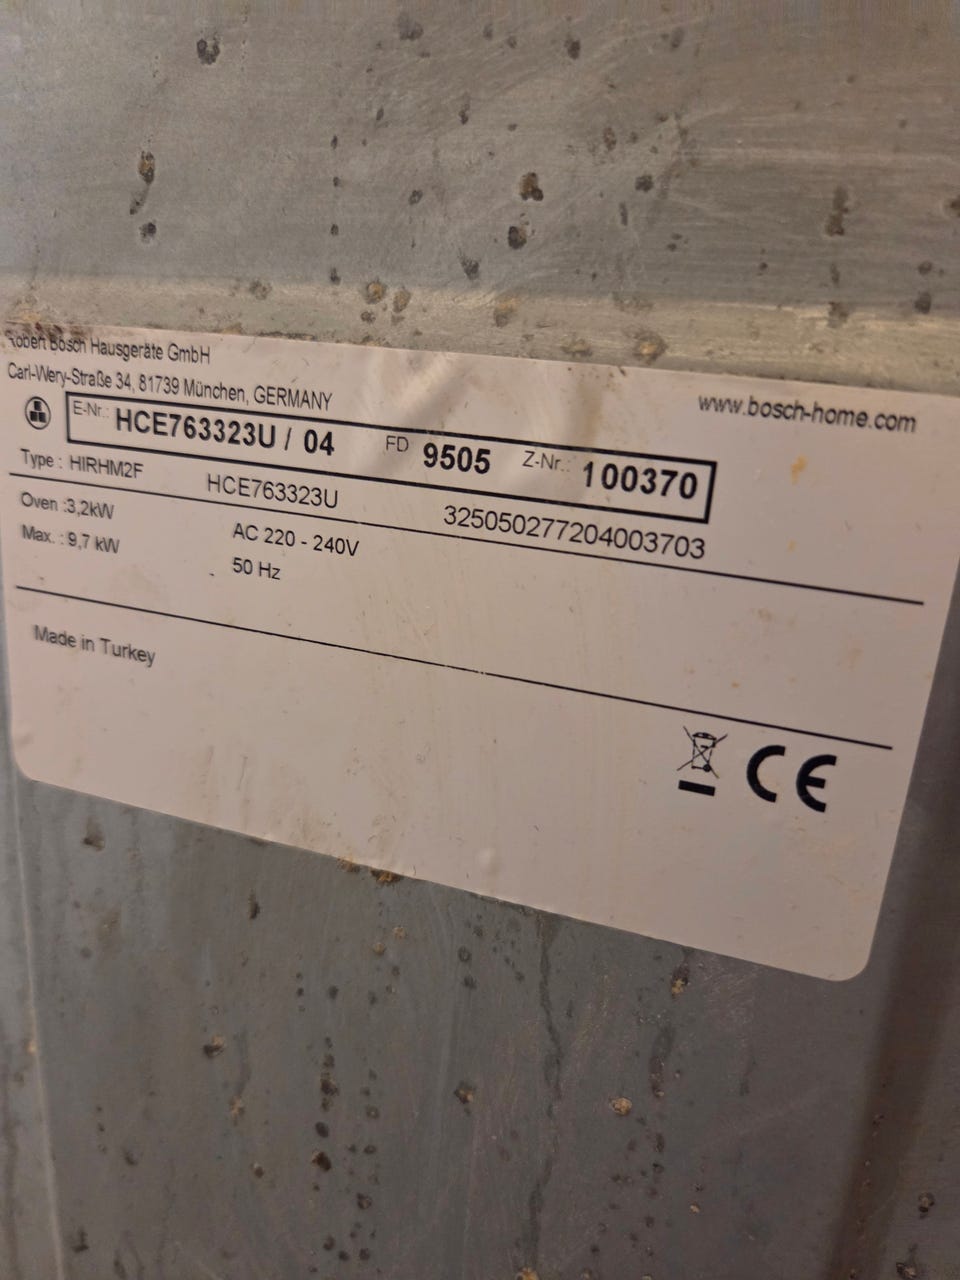 Robert Bosch Hausgeräte GmbH
Carl-Wery-Straße 34, 81739 München, GERMANY
www.bosch-home.com
E-Nr.: HCE763323U / 04 FD 9505 Z-Nr.: 100370
Type : HIRHM2F HCE763323U 325050277204003703
Oven :3,2kW AC 220 - 240V
Max. : 9,7 kW 50 Hz
Made in Turkey
CE